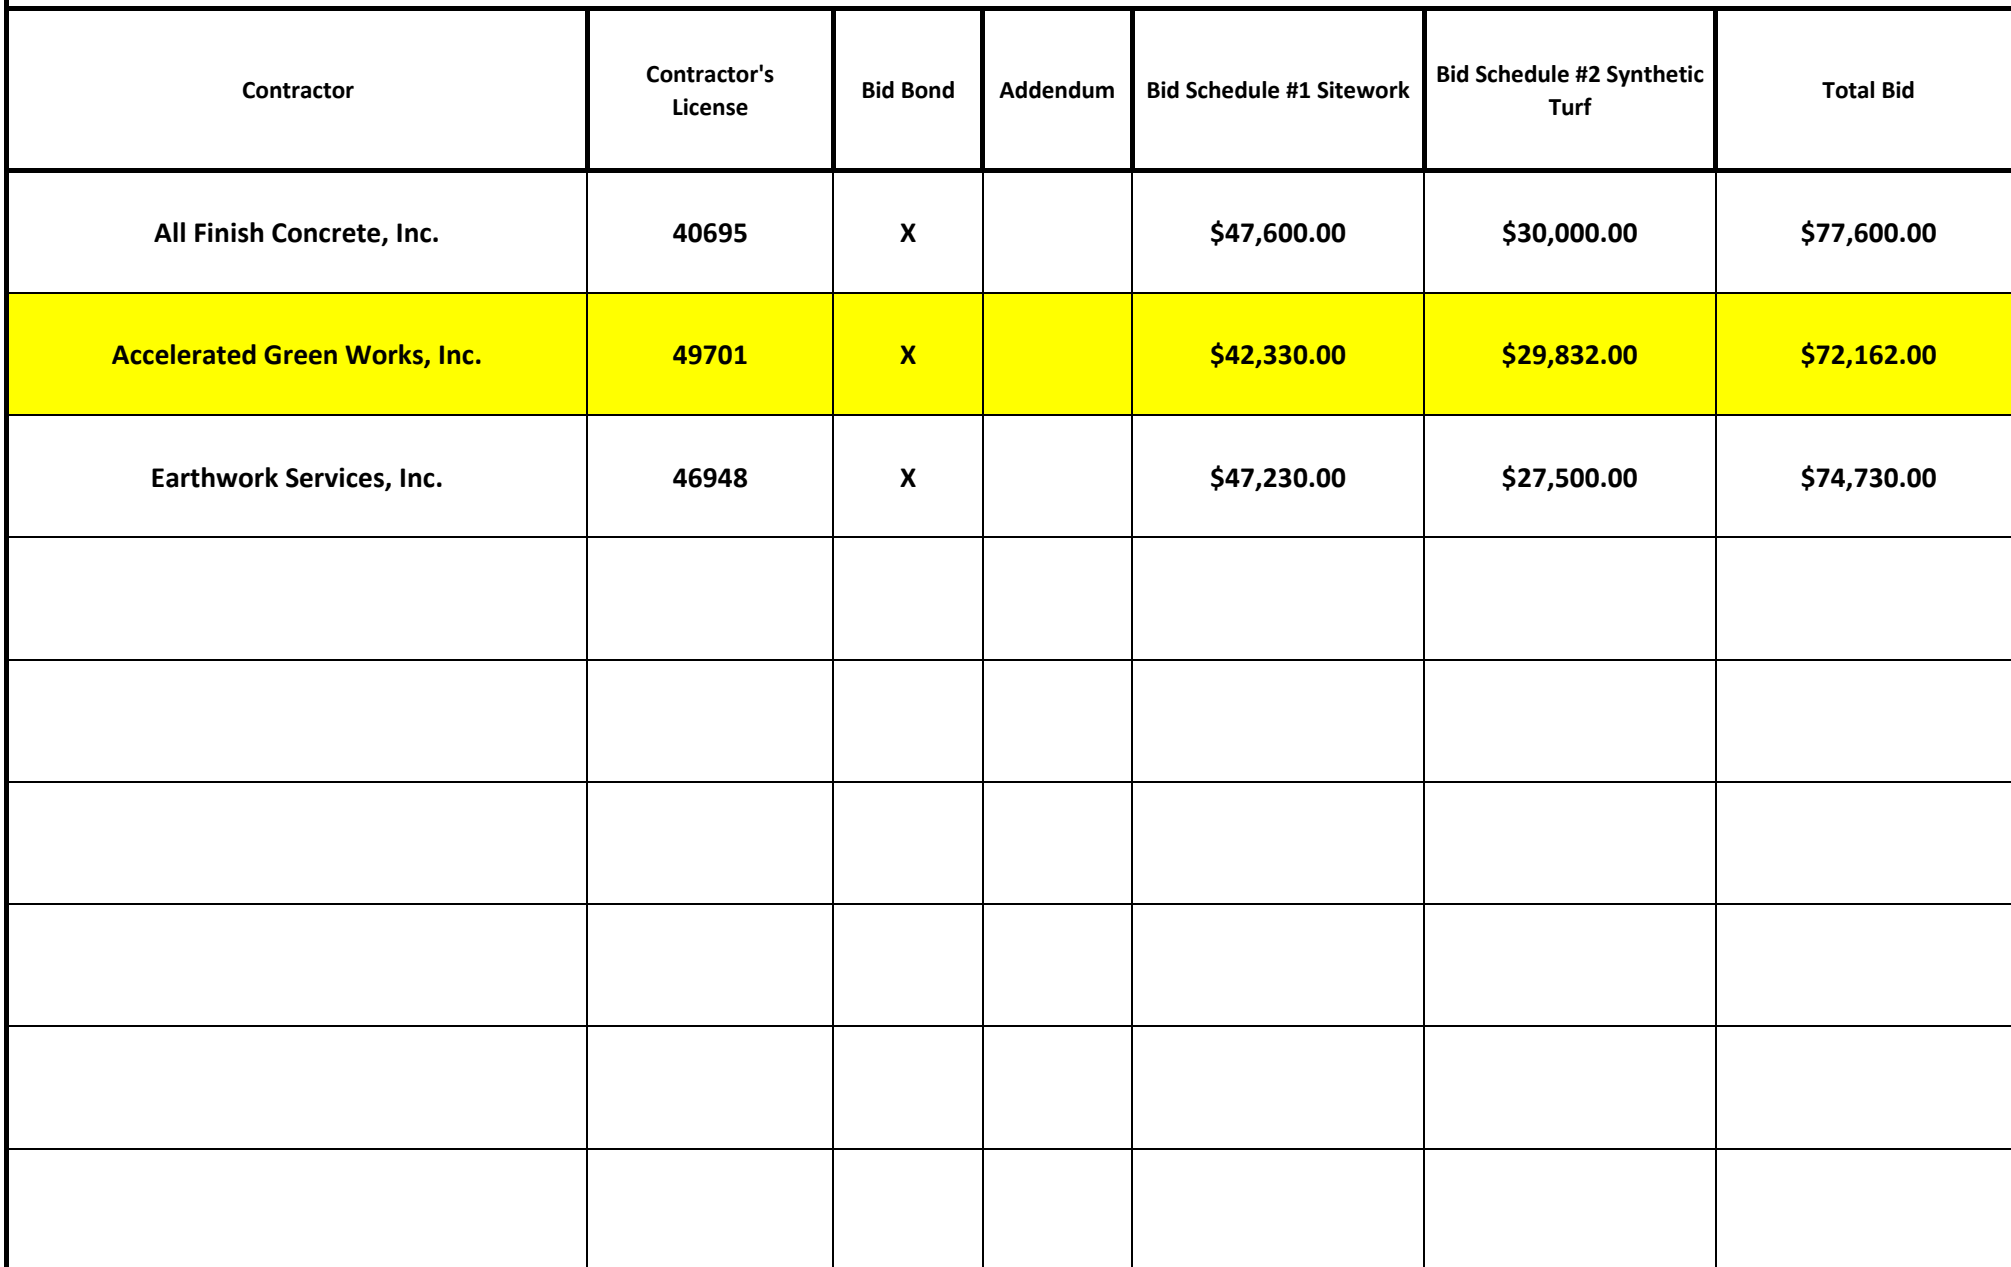 Contractor Contractor's License Bid Bond Addendum Bid Schedule #1 Sitework Bid Schedule #2 Synthetic Turf Total Bid
All Finish Concrete, Inc. 40695 X $47,600.00 $30,000.00 $77,600.00
Accelerated Green Works, Inc. 49701 X $42,330.00 $29,832.00 $72,162.00
Earthwork Services, Inc. 46948 X $47,230.00 $27,500.00 $74,730.00